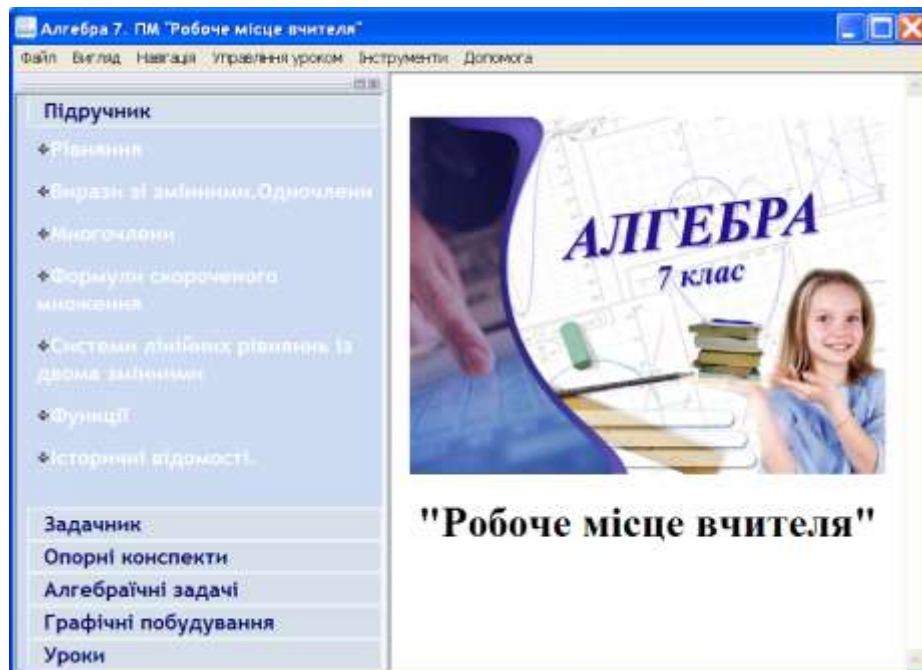 Алгебра 7. ПМ "Робоче місце вчителя"
Файл Вигляд Навігація Управління уроком Інструменти Допомога
Підручник
Рівняння
Вирази зі змінними.Одночлени
Многочлени
Формули скороченого
множення
Системи лінійних рівнянь із
двома змінними
Функції
Історичні відомості.
Задачник
Опорні конспекти
Алгебраїчні задачі
Графічні побудування
Уроки
АЛГЕБРА
7 клас
"Робоче місце вчителя"